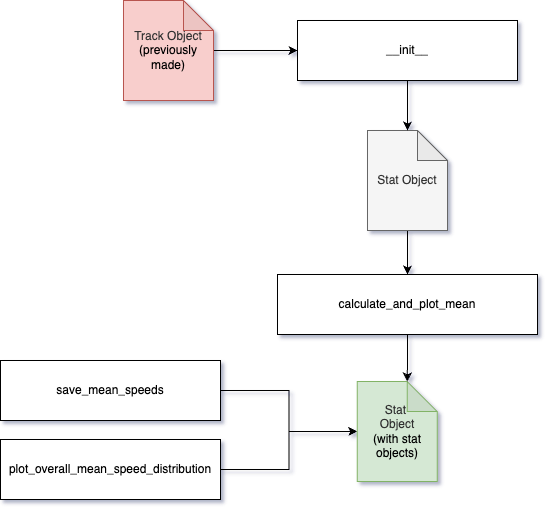 Track Object
(previously
made)
__init__
Stat Object
calculate_and_plot_mean
save_mean_speeds
Stat
Object
(with stat
objects)
plot_overall_mean_speed_distribution